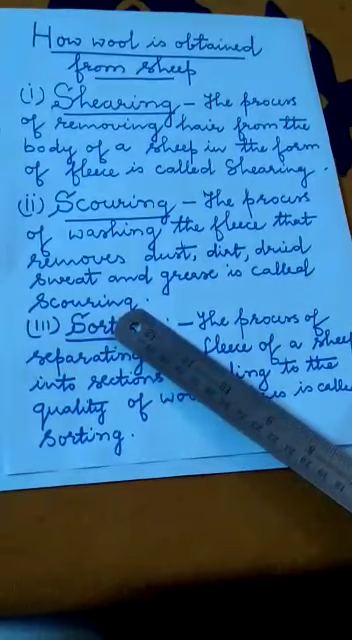 How wool is obtained
from sheep
(i) Shearing - The process
of removing hair from the
body of a sheep in the form
of fleece is called Shearing.
(ii) Scouring - The process
of washing the fleece that
removes dust, dirt, dried
sweat and grease is called
Scouring.
(iii) - The process of
separating fleece of a sheep
into sections to the
quality of is called
Sorting.